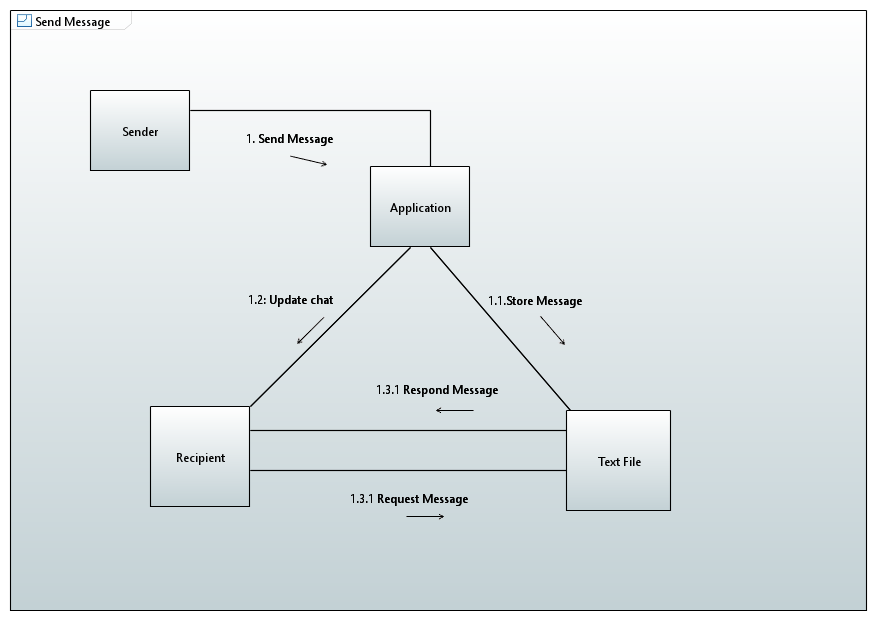 Send Message
Sender
1. Send Message
Application
1.2: Update chat
1.1.Store Message
1.3.1 Respond Message
Recipient
Text File
1.3.1 Request Message